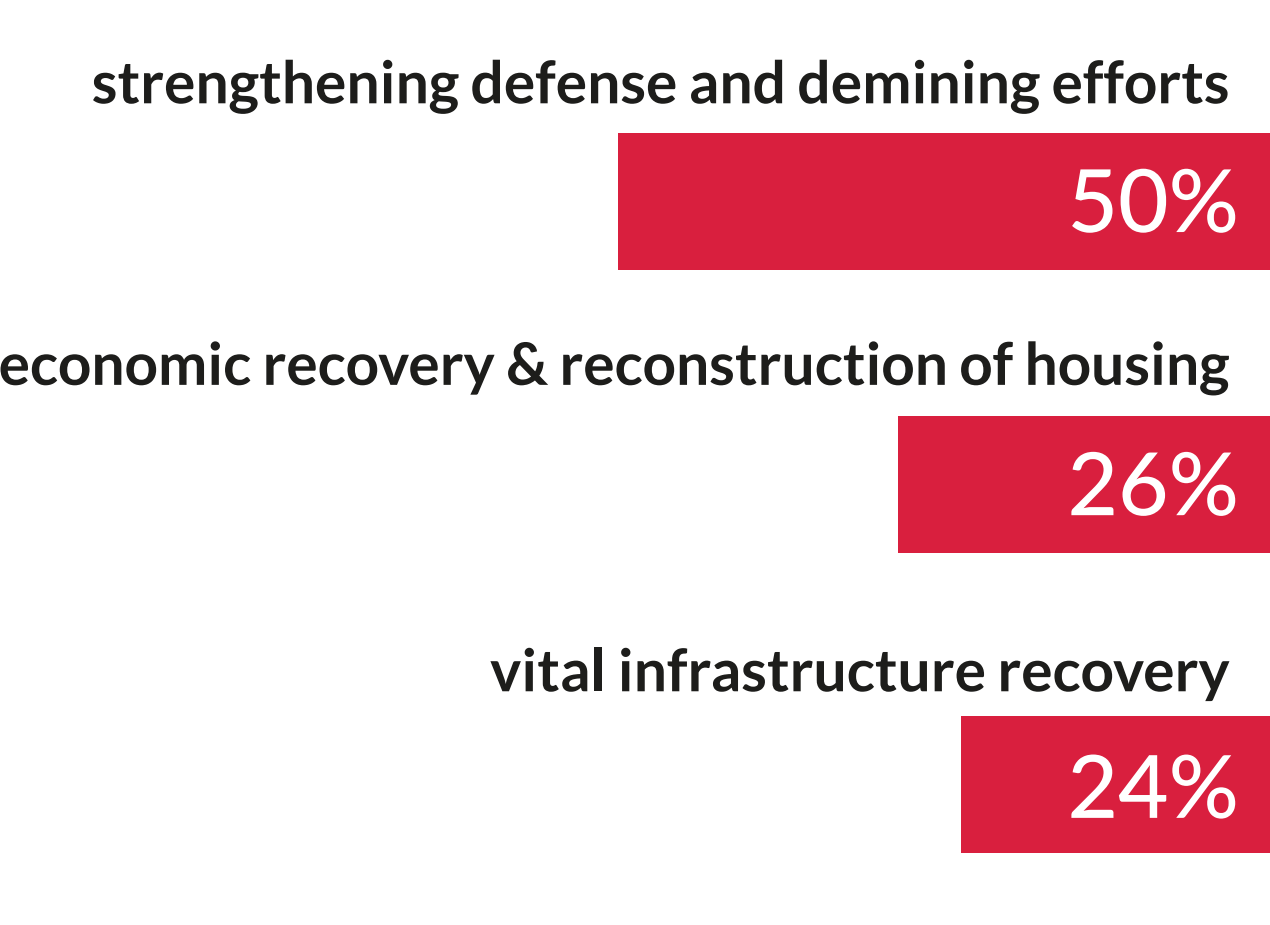 strengthening defense and demining efforts
50%
economic recovery & reconstruction of housing
26%
vital infrastructure recovery
24%